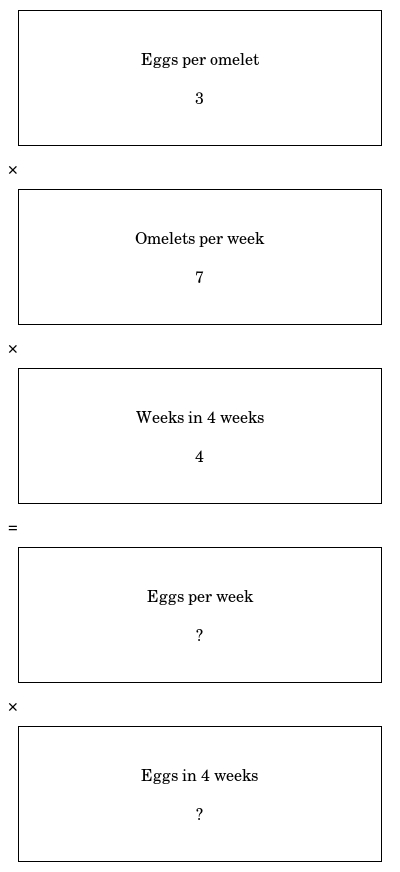 Eggs per omelet
3
×
Omelets per week
7
×
Weeks in 4 weeks
4
=
Eggs per week
?
×
Eggs in 4 weeks
?